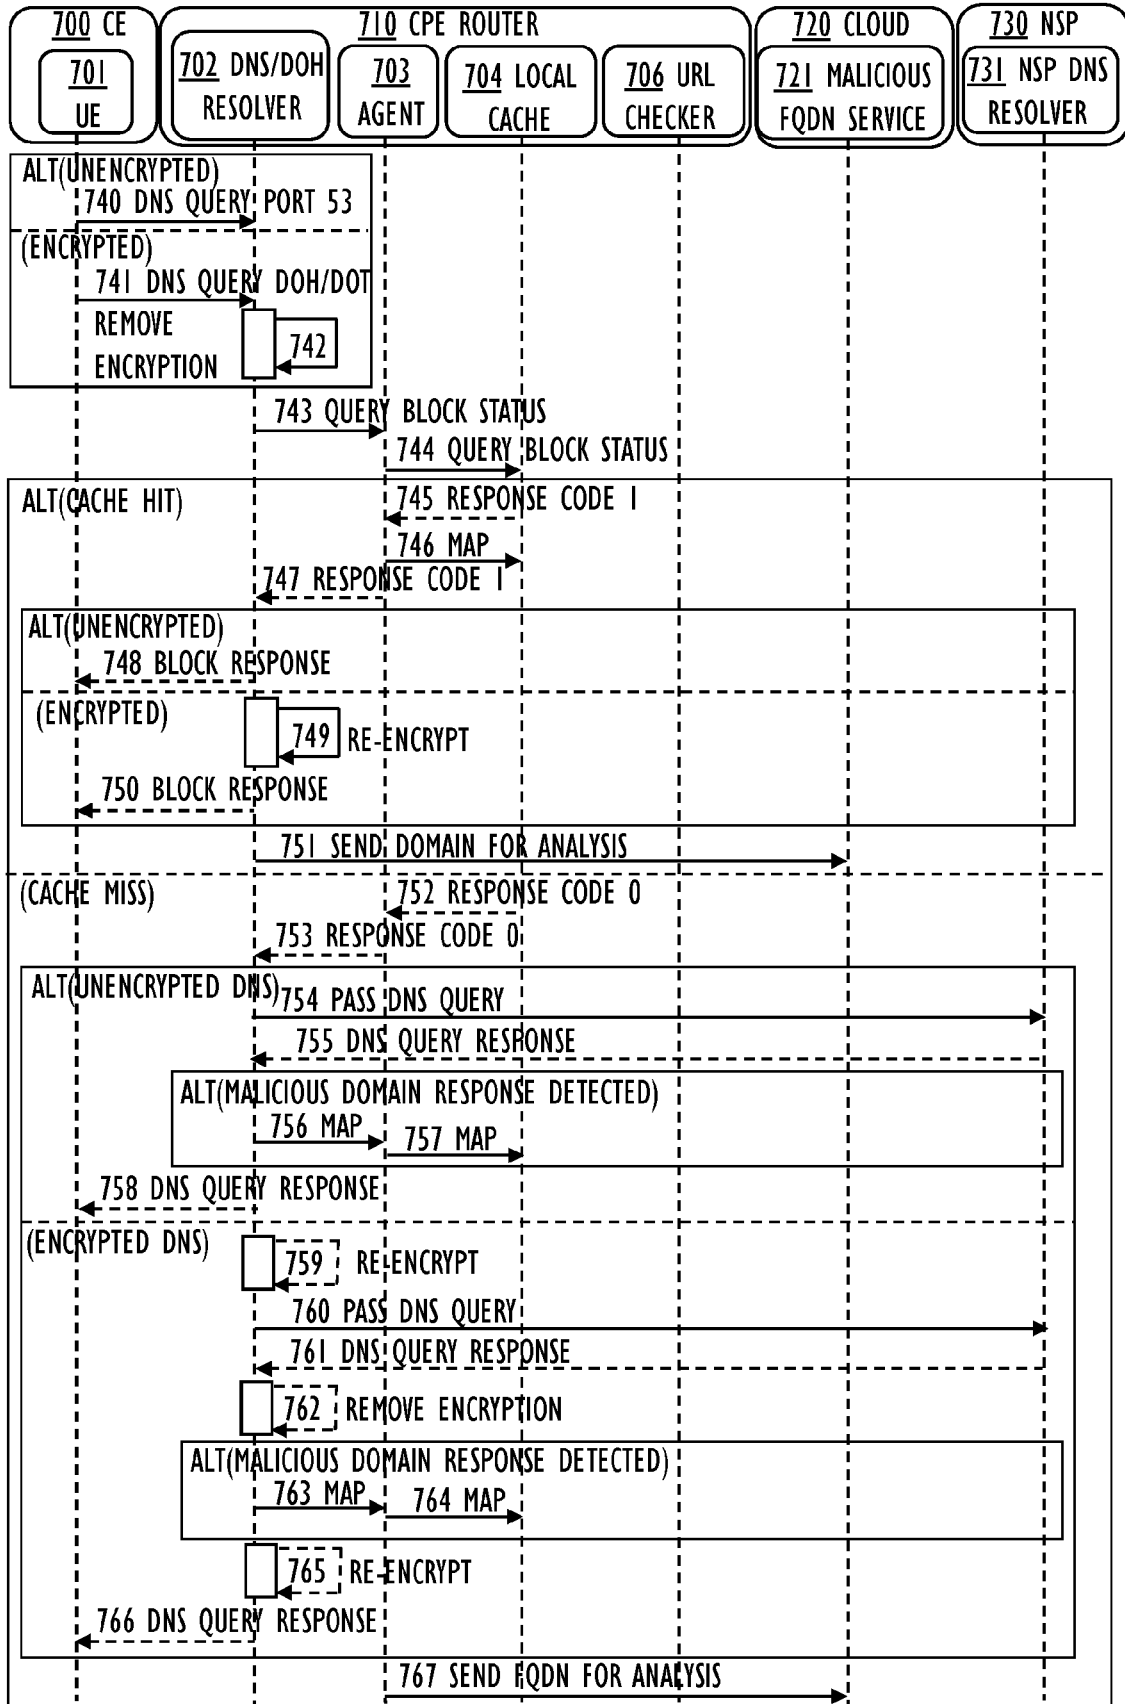 700 CE
710 CPE ROUTER
720 CLOUD
730 NSP
701
UE
702 DNS/DOH
RESOLVER
703
AGENT
704 LOCAL
CACHE
706 URL
CHECKER
721 MALICIOUS
FQDN SERVICE
731 NSP DNS
RESOLVER
ALT(UNENCRYPTED)
740 DNS QUERY PORT 53
(ENCRYPTED)
741 DNS QUERY DOH/DOT
REMOVE
ENCRYPTION
742
743 QUERY BLOCK STATUS
744 QUERY BLOCK STATUS
ALT(CACHE HIT)
745 RESPONSE CODE 1
746 MAP
747 RESPONSE CODE 1
ALT(UNENCRYPTED)
748 BLOCK RESPONSE
(ENCRYPTED)
749 RE-ENCRYPT
750 BLOCK RESPONSE
751 SEND DOMAIN FOR ANALYSIS
(CACHE MISS)
752 RESPONSE CODE 0
753 RESPONSE CODE 0
ALT(UNENCRYPTED DNS)
754 PASS DNS QUERY
755 DNS QUERY RESPONSE
ALT(MALICIOUS DOMAIN RESPONSE DETECTED)
756 MAP
757 MAP
758 DNS QUERY RESPONSE
(ENCRYPTED DNS)
759 RE-ENCRYPT
760 PASS DNS QUERY
761 DNS QUERY RESPONSE
762 REMOVE ENCRYPTION
ALT(MALICIOUS DOMAIN RESPONSE DETECTED)
763 MAP
764 MAP
765 RE-ENCRYPT
766 DNS QUERY RESPONSE
767 SEND FQDN FOR ANALYSIS